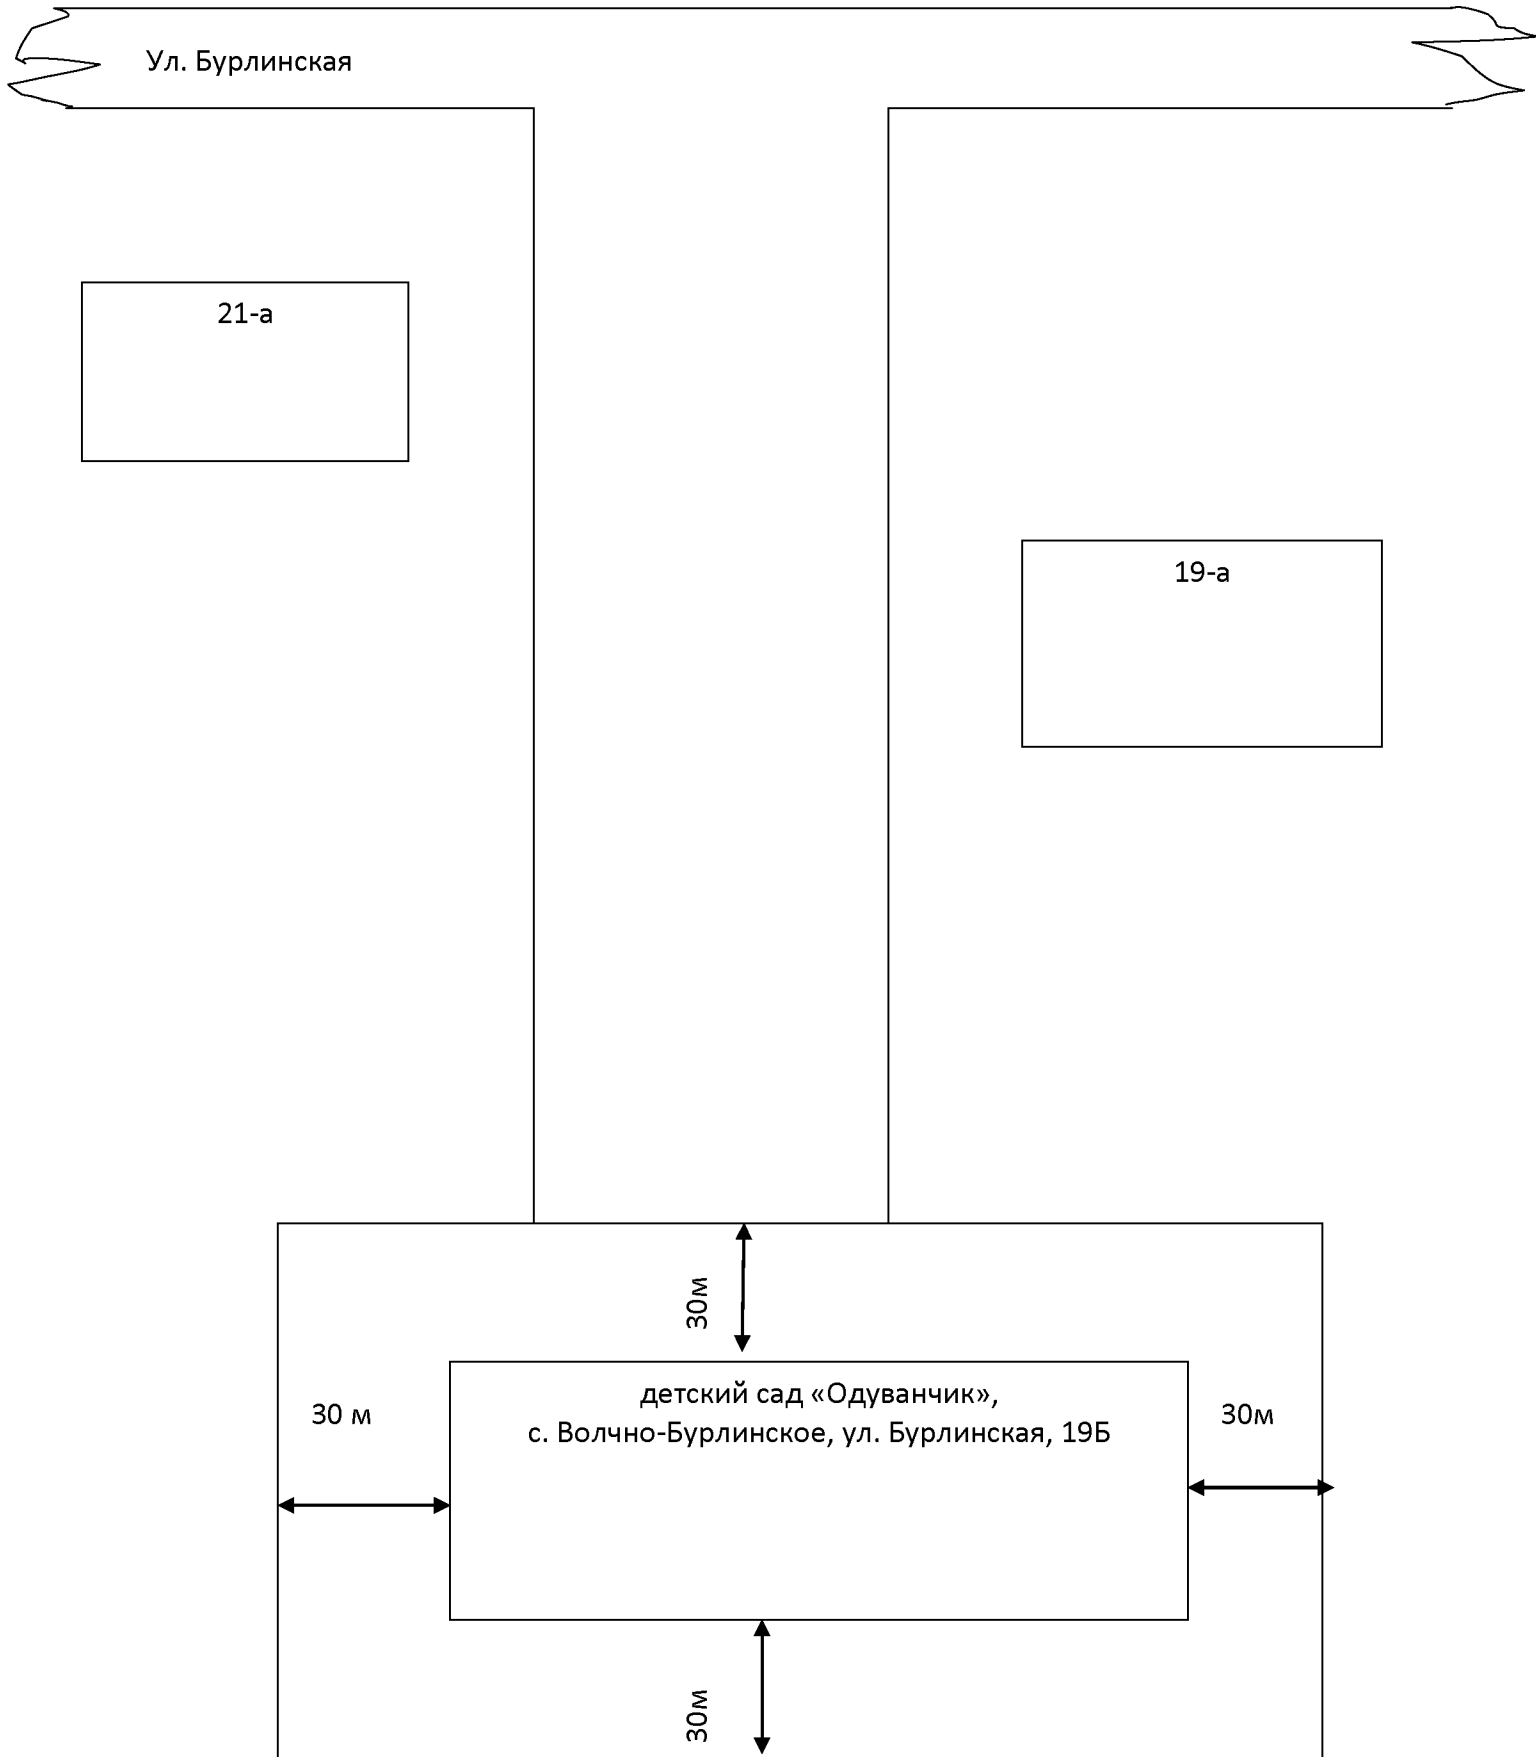 Ул. Бурлинская
21-а
19-а
30м
детский сад «Одуванчик»,
с. Волчно-Бурлинское, ул. Бурлинская, 19Б
30 м
30м
30м